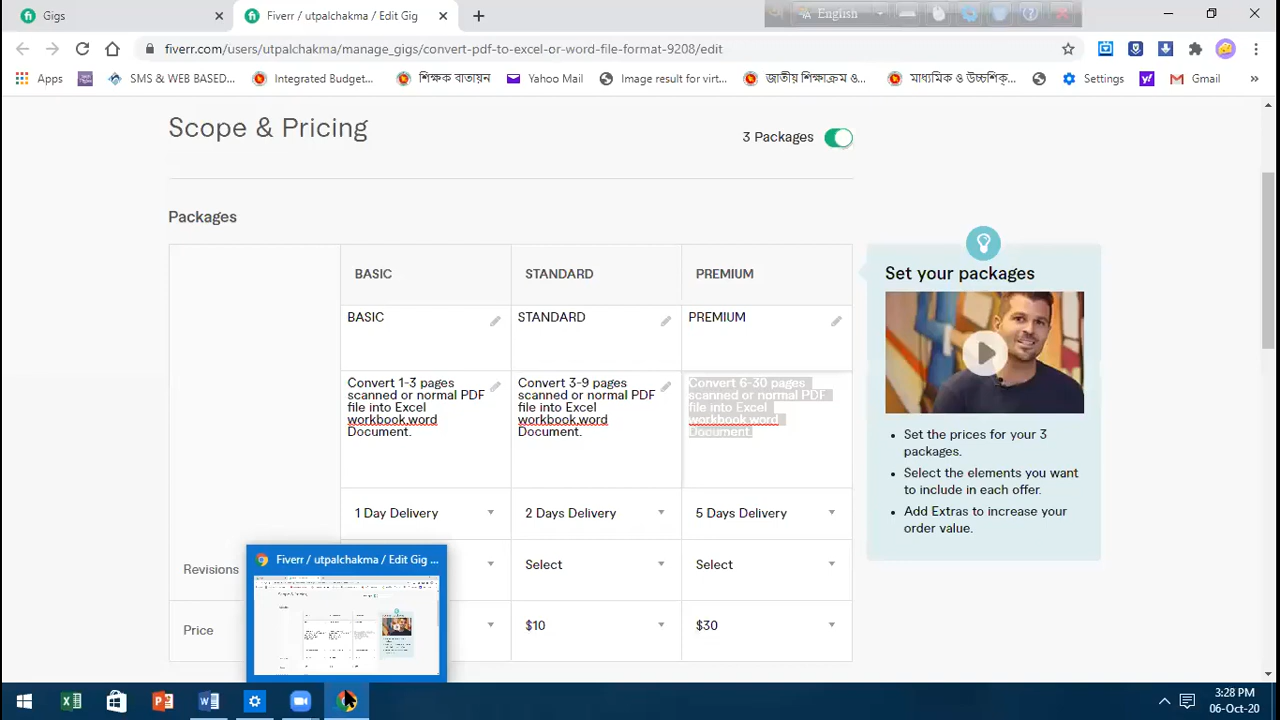 Gigs
Fiverr / utpalchakma / Edit Gig
English
fiverr.com/users/utpalchakma/manage_gigs/convert-pdf-to-excel-or-word-file-format-9208/edit
Apps
SMS & WEB BASED...
Integrated Budget...
শিক্ষক বাতায়ন
Yahoo Mail
Image result for vir...
জাতীয় শিক্ষাক্রম ও...
মাধ্যমিক ও উচ্চশিক্...
Settings
Gmail
»
Scope & Pricing
3 Packages
Packages
BASIC
STANDARD
PREMIUM
BASIC
STANDARD
PREMIUM
Convert 1-3 pages
scanned or normal PDF
file into Excel
workbook,word
Document.
Convert 3-9 pages
scanned or normal PDF
file into Excel
workbook,word
Document.
Convert 6-30 pages
scanned or normal PDF
file into Excel
workbook,word
Document.
1 Day Delivery
2 Days Delivery
5 Days Delivery
Revisions
Select
Select
Price
$10
$30
Set your packages
• Set the prices for your 3
packages.
• Select the elements you want
to include in each offer.
• Add Extras to increase your
order value.
Fiverr / utpalchakma / Edit Gig ...
3:28 PM
06-Oct-20